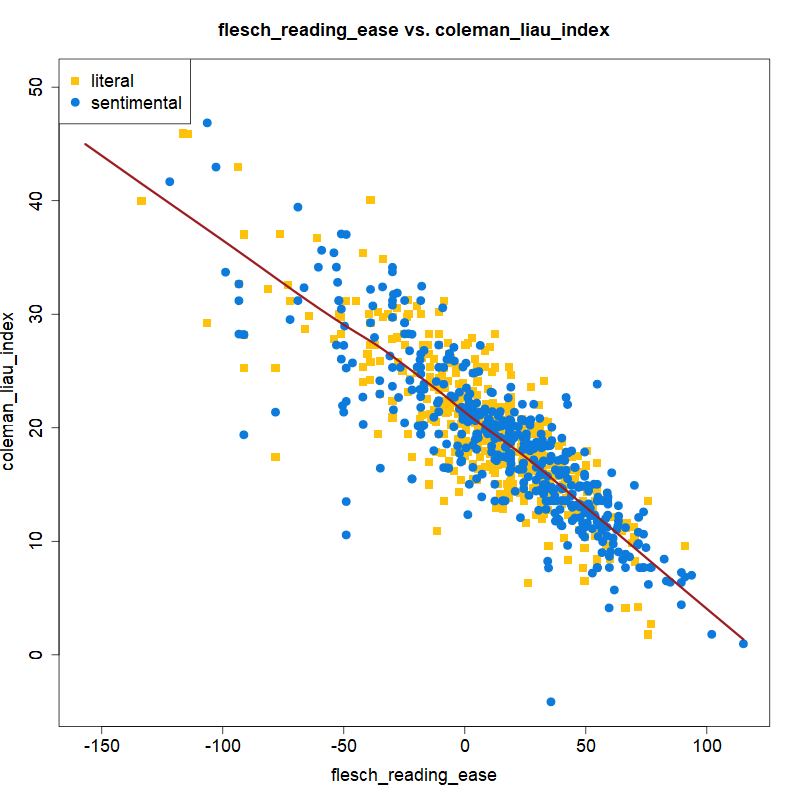 flesch_reading_ease vs. coleman_liau_index
literal
sentimental
coleman_liau_index
50
40
30
20
10
0
-150 -100 -50 0 50 100
flesch_reading_ease